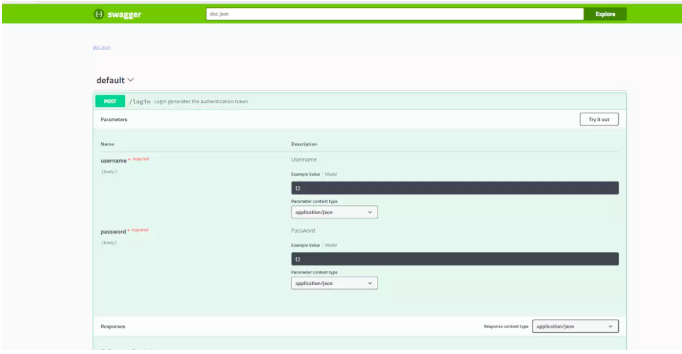 swagger
doc.json
Explore
doc.json
default
POST /login Login generates the authentication token
Parameters
Try it out
Name Description
username * required Username
(body)
Example Value | Model
{}
Parameter content type
application/json
password * required Password
(body)
Example Value | Model
{}
Parameter content type
application/json
Responses
Response content type application/json